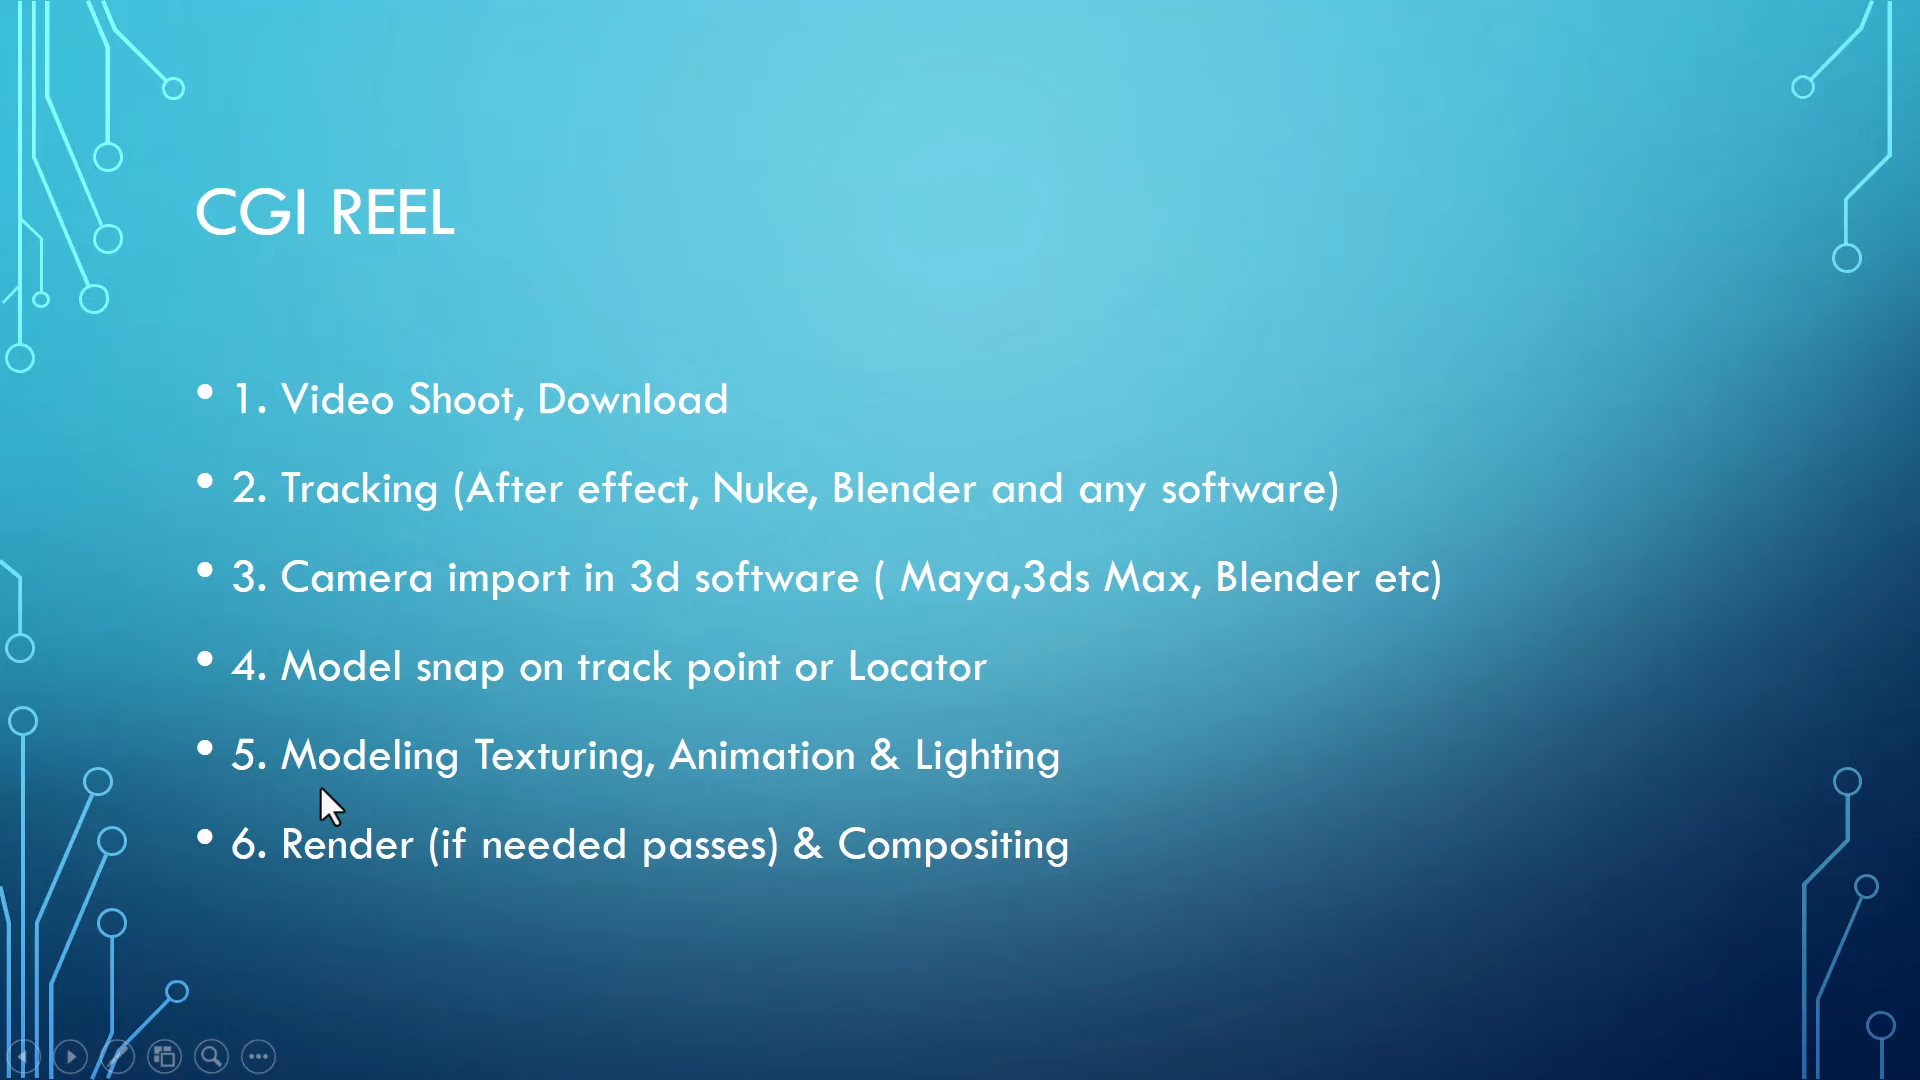 CGI REEL
• 1. Video Shoot, Download
• 2. Tracking (After effect, Nuke, Blender and any software)
• 3. Camera import in 3d software ( Maya,3ds Max, Blender etc)
• 4. Model snap on track point or Locator
• 5. Modeling Texturing, Animation & Lighting
• 6. Render (if needed passes) & Compositing